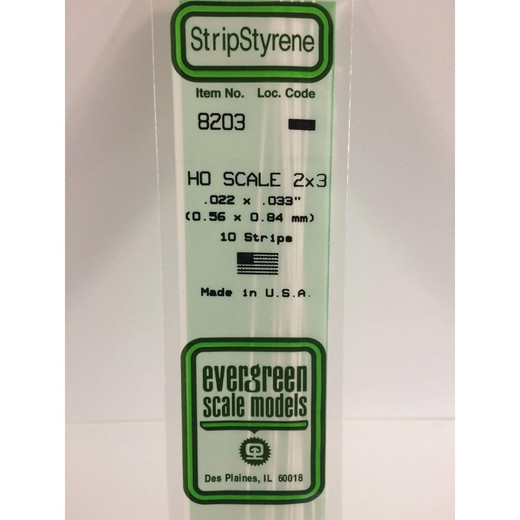 StripStyrene
Item No. Loc. Code
8203
HO SCALE 2x3
.022 x .033"
(0.56 x 0.84 mm)
10 Strips
Made in U.S.A.
evergreen
scale models
Des Plaines, IL 60018